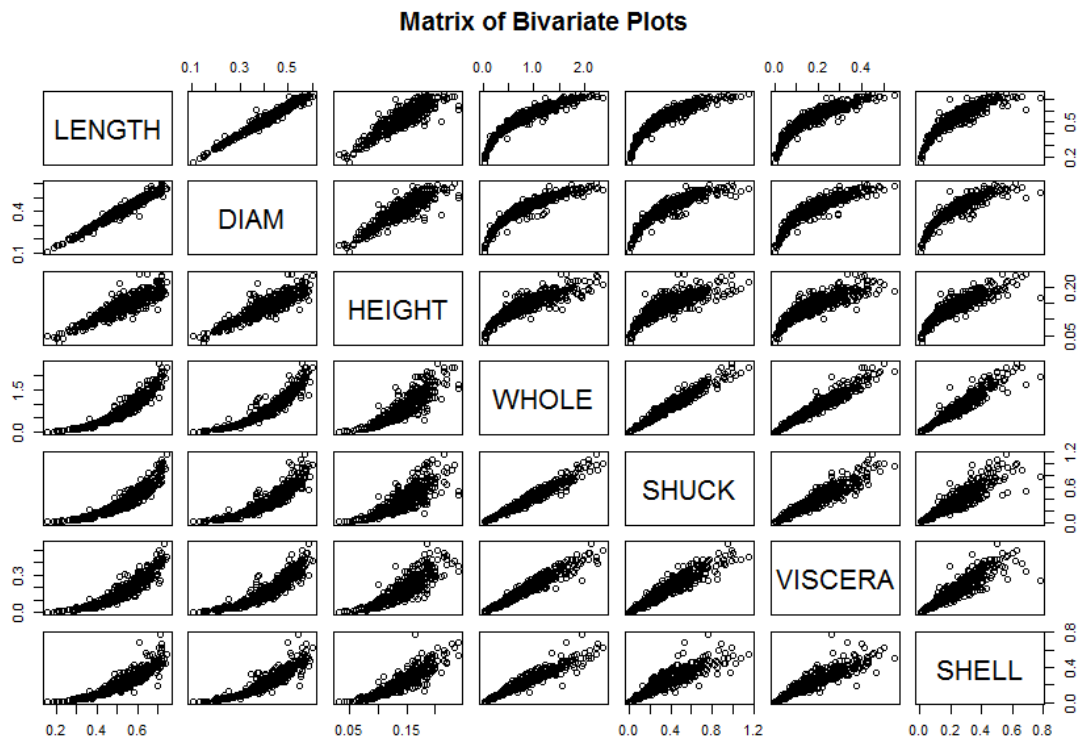 Matrix of Bivariate Plots
0.1 0.3 0.5 0.0 1.0 2.0 0.0 0.2 0.4
LENGTH
0.2 0.5
DIAM
0.1 0.4
HEIGHT
0.05 0.20
WHOLE
0.0 1.5
SHUCK
0.0 0.6 1.2
VISCERA
0.0 0.3
SHELL
0.0 0.4 0.8
0.2 0.4 0.6 0.05 0.15 0.0 0.4 0.8 1.2 0.0 0.2 0.4 0.6 0.8